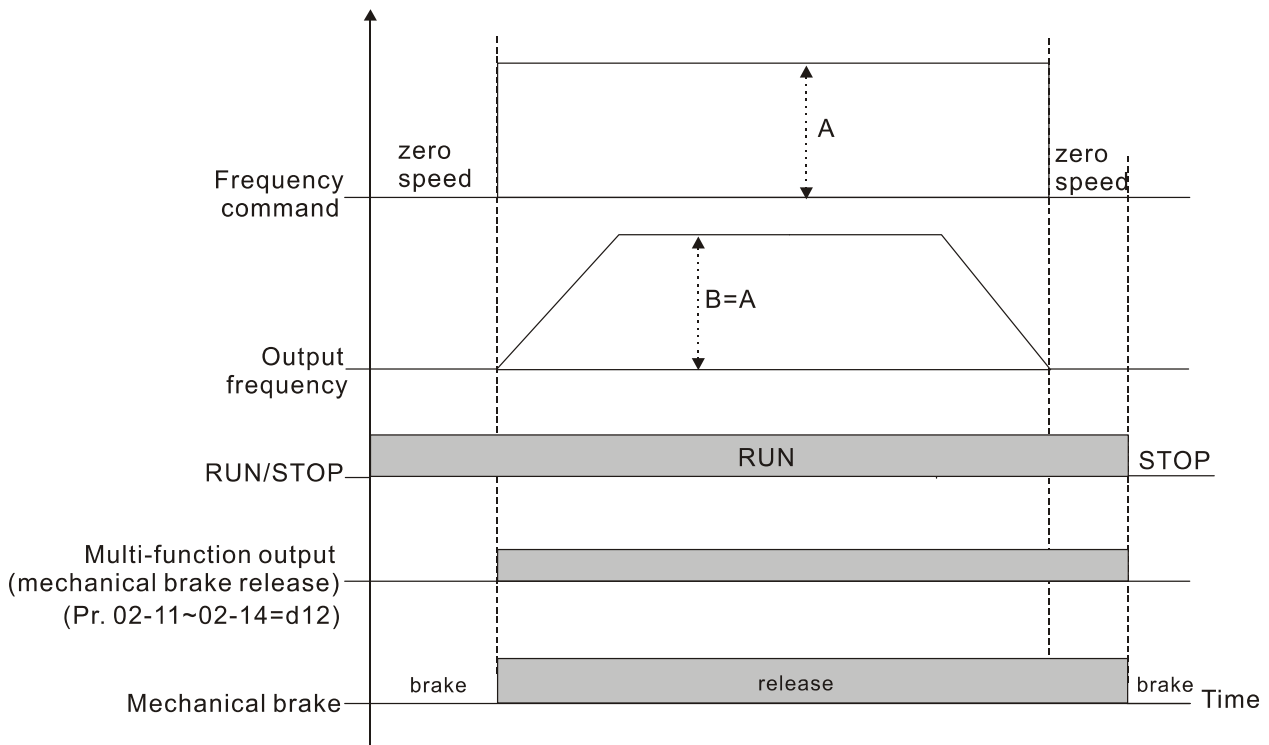 A
zero
speed
zero
speed
Frequency
command
B=A
Output
frequency
RUN
STOP
RUN/STOP
Multi-function output
(mechanical brake release)
(Pr. 02-11~02-14=d12)
brake
release
brake
Time
Mechanical brake